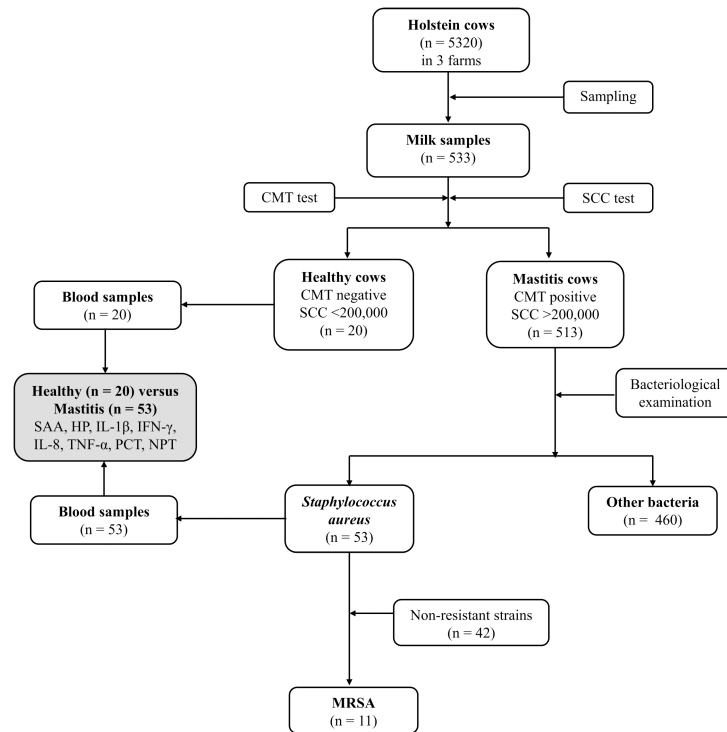 Holstein cows
(n = 5320)
in 3 farms
Sampling
Milk samples
(n = 533)
CMT test
SCC test
Healthy cows
CMT negative
SCC <200,000
(n = 20)
Mastitis cows
CMT positive
SCC >200,000
(n = 513)
Blood samples
(n = 20)
Healthy (n = 20) versus
Mastitis (n = 53)
SAA, HP, IL-1β, IFN-γ,
IL-8, TNF-α, PCT, NPT
Bacteriological
examination
Blood samples
(n = 53)
Staphylococcus
aureus
(n = 53)
Other bacteria
(n = 460)
Non-resistant strains
(n = 42)
MRSA
(n = 11)